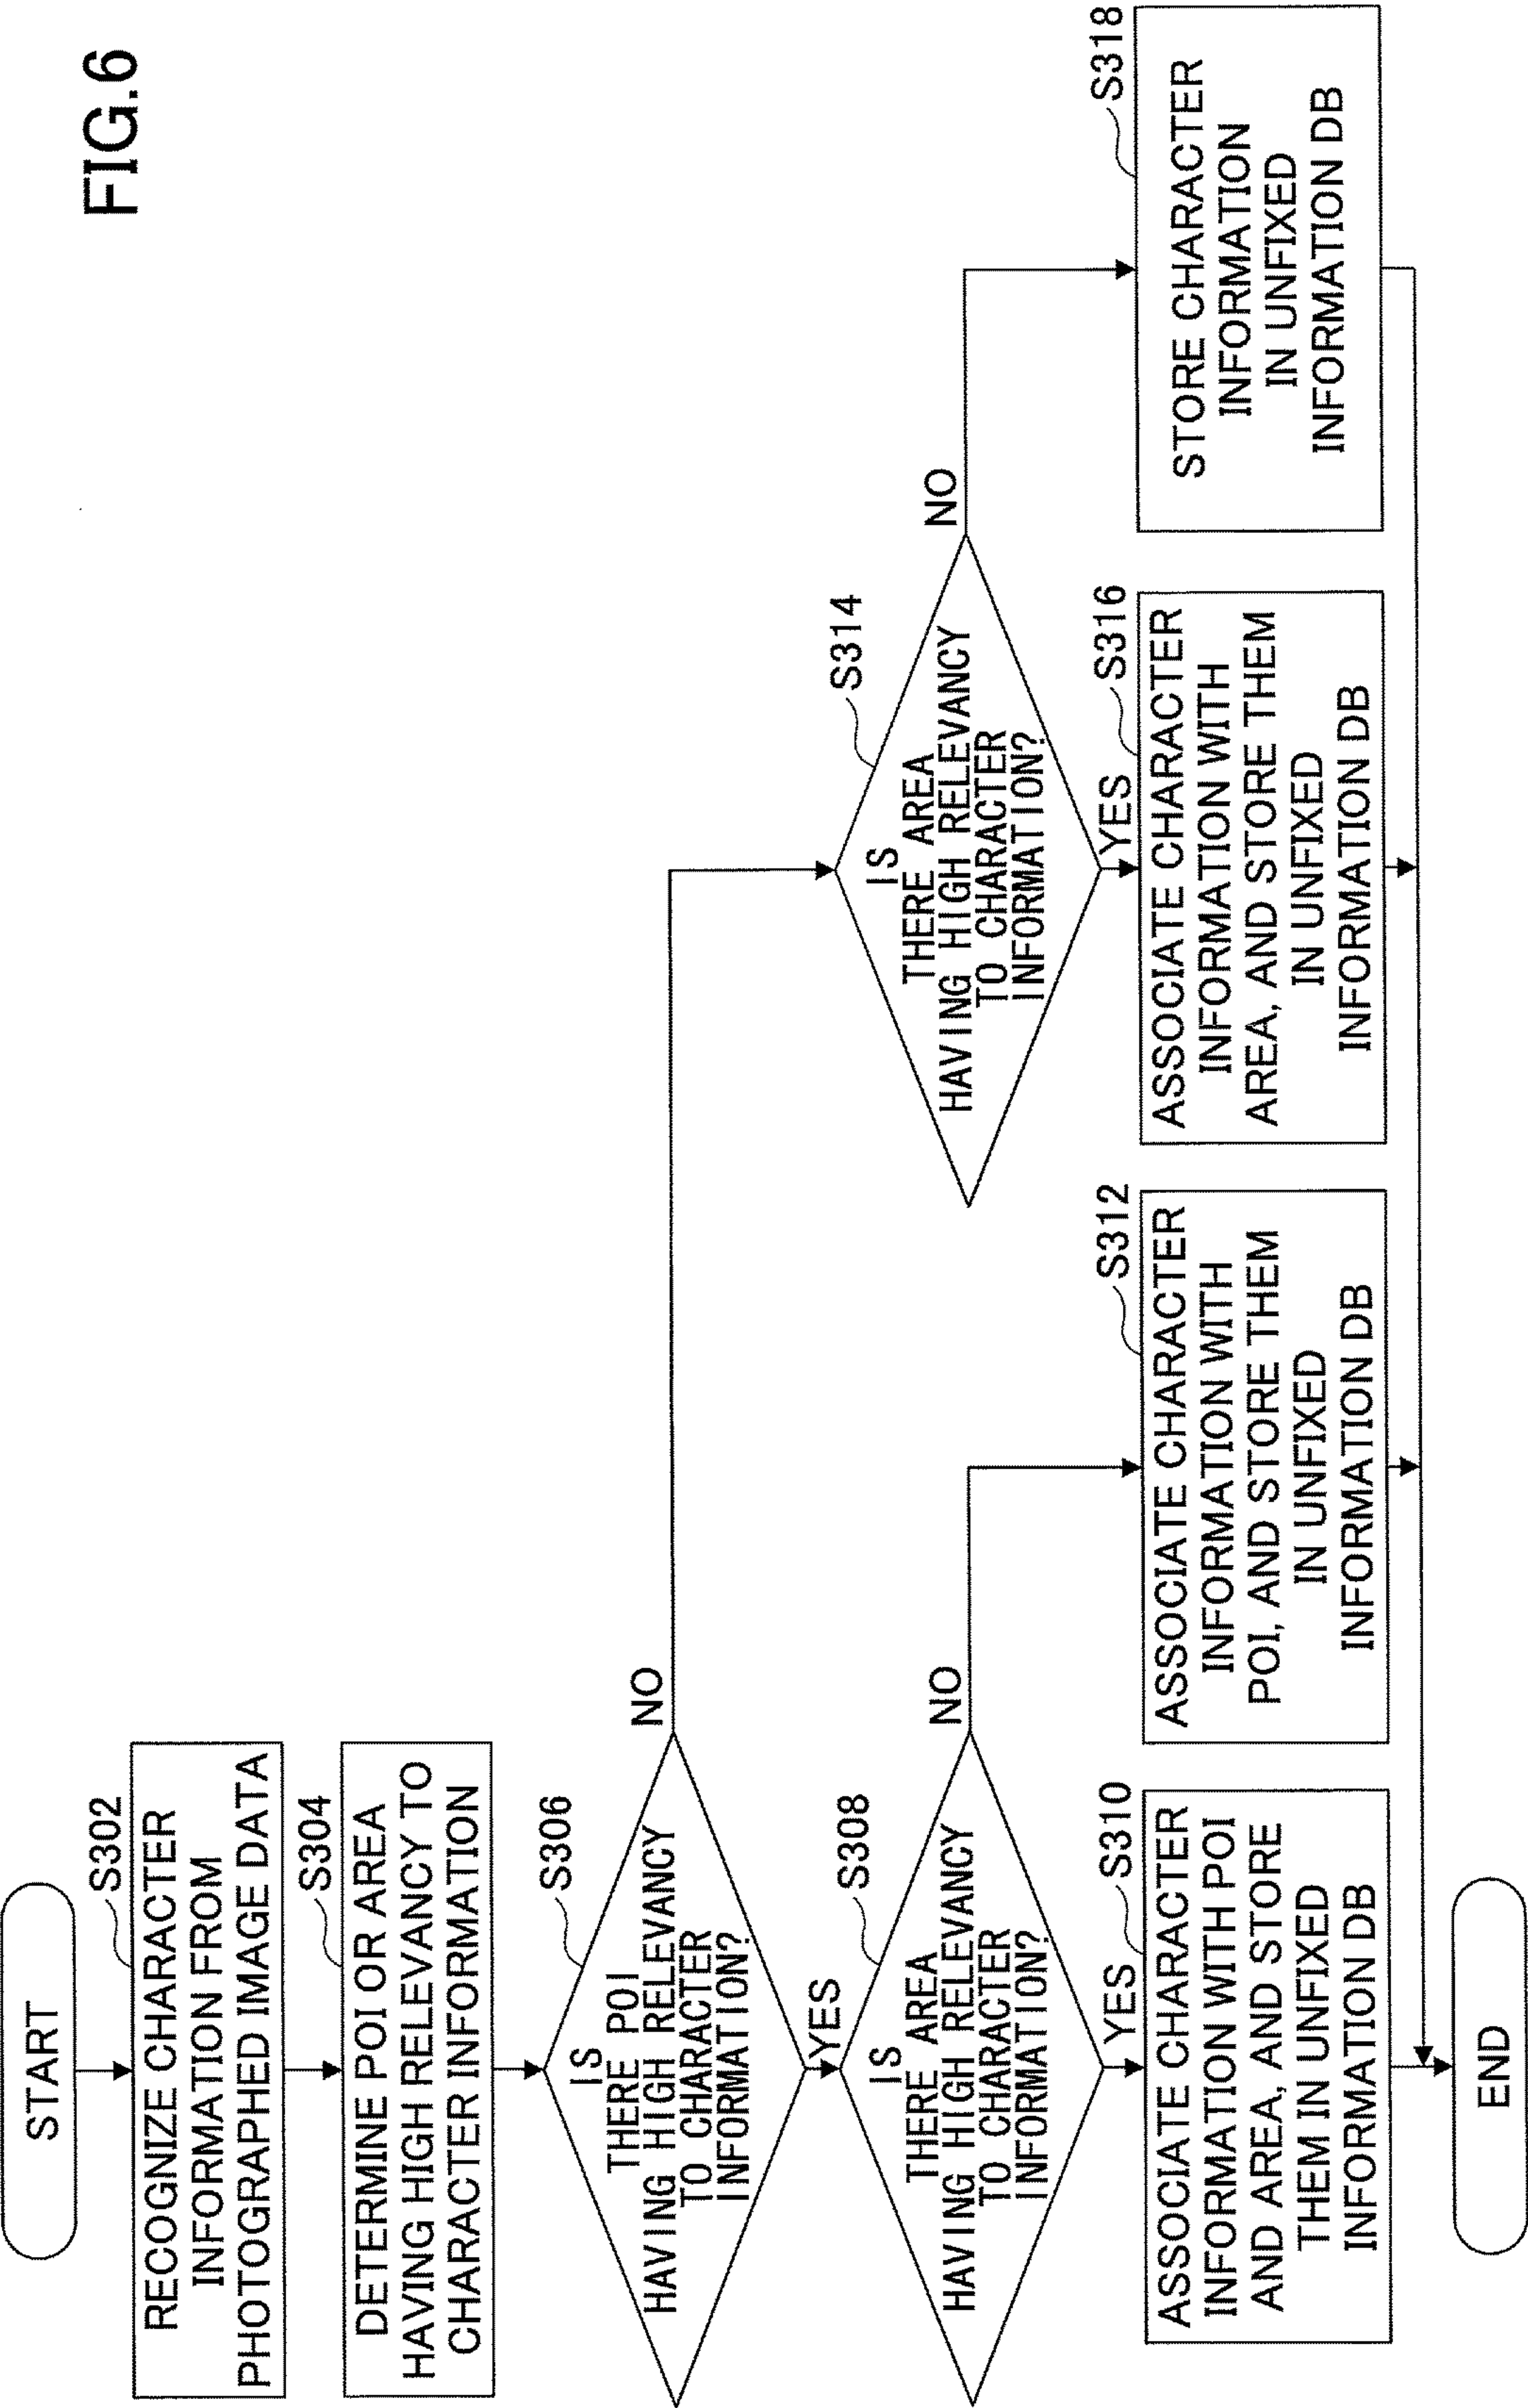 FIG.6
START
S302
RECOGNIZE CHARACTER
INFORMATION FROM
PHOTOGRAPHED IMAGE DATA
S304
DETERMINE POI OR AREA
HAVING HIGH RELEVANCY TO
CHARACTER INFORMATION
S306
IS
THERE POI
HAVING HIGH RELEVANCY
TO CHARACTER
INFORMATION?
NO
YES
S308
IS
THERE AREA
HAVING HIGH RELEVANCY
TO CHARACTER
INFORMATION?
NO
YES
S314
IS
THERE AREA
HAVING HIGH RELEVANCY
TO CHARACTER
INFORMATION?
NO
YES
S310
ASSOCIATE CHARACTER
INFORMATION WITH POI
AND AREA, AND STORE
THEM IN UNFIXED
INFORMATION DB
S312
ASSOCIATE CHARACTER
INFORMATION WITH
POI, AND STORE THEM
IN UNFIXED
INFORMATION DB
S316
ASSOCIATE CHARACTER
INFORMATION WITH
AREA, AND STORE THEM
IN UNFIXED
INFORMATION DB
S318
STORE CHARACTER
INFORMATION
IN UNFIXED
INFORMATION DB
END